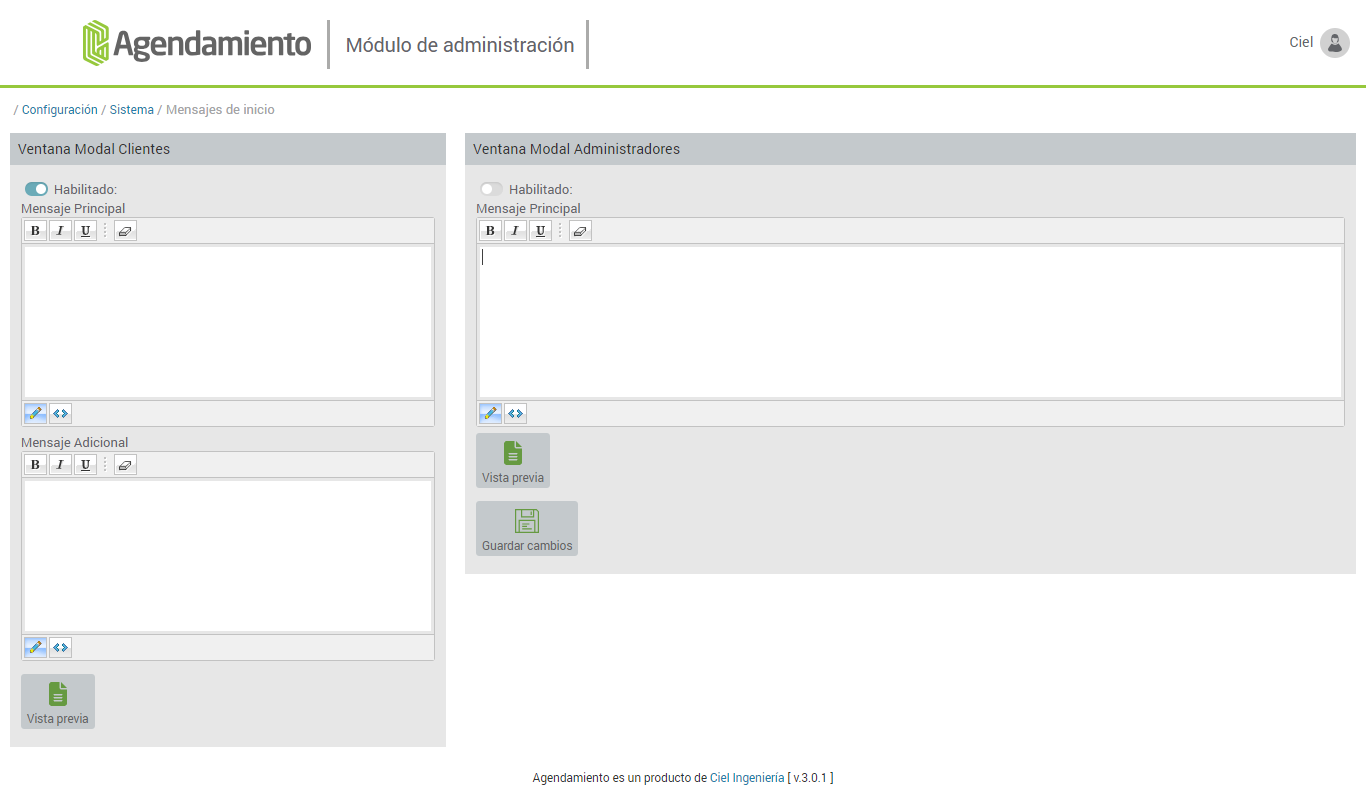 Agendamiento
Módulo de administración
Ciel
/ Configuración / Sistema / Mensajes de inicio
Ventana Modal Clientes
Habilitado:
Mensaje Principal
B I U
Mensaje Adicional
B I U
Vista previa
Ventana Modal Administradores
Habilitado:
Mensaje Principal
B I U
Vista previa
Guardar cambios
Agendamiento es un producto de Ciel Ingeniería [ v.3.0.1 ]